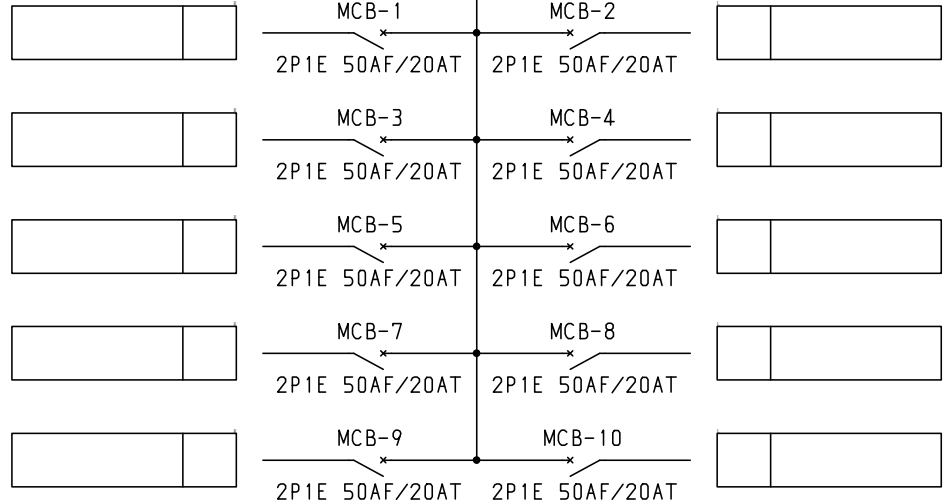 MCB-1 MCB-2
2P1E 50AF/20AT 2P1E 50AF/20AT
MCB-3 MCB-4
2P1E 50AF/20AT 2P1E 50AF/20AT
MCB-5 MCB-6
2P1E 50AF/20AT 2P1E 50AF/20AT
MCB-7 MCB-8
2P1E 50AF/20AT 2P1E 50AF/20AT
MCB-9 MCB-10
2P1E 50AF/20AT 2P1E 50AF/20AT